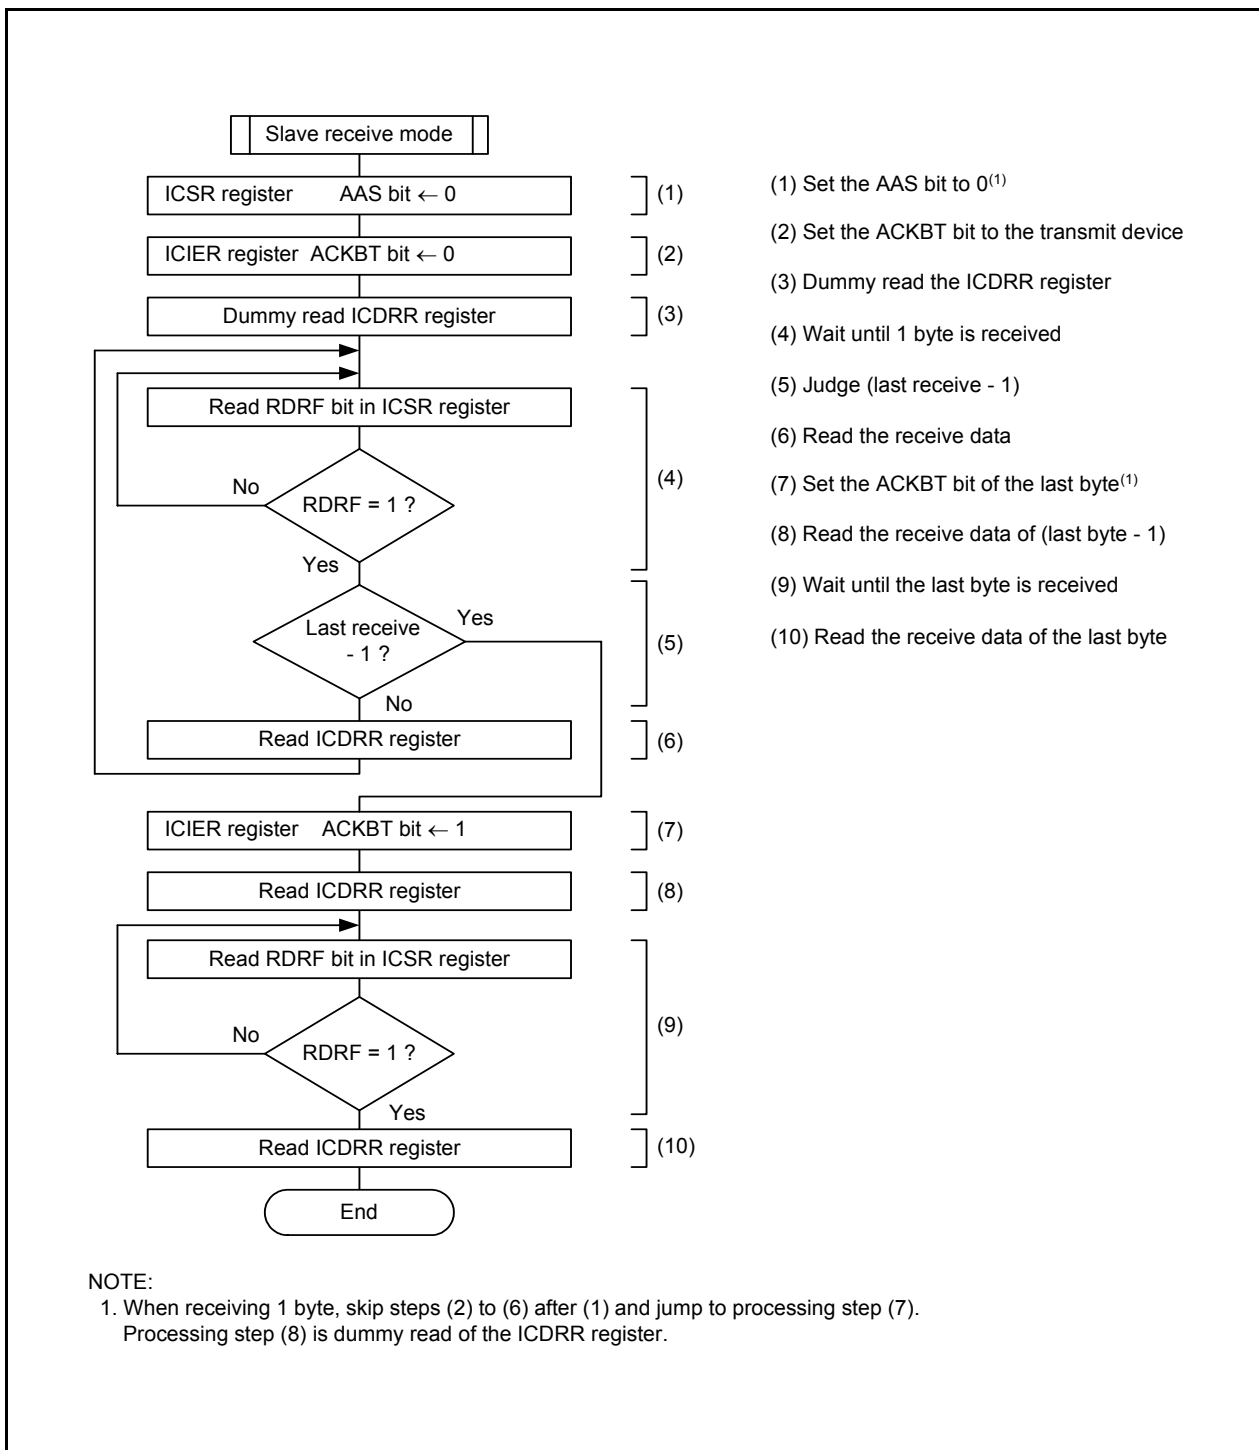 Slave receive mode
ICSR register AAS bit ← 0
(1)
ICIER register ACKBT bit ← 0
(2)
Dummy read ICDRR register
(3)
Read RDRF bit in ICSR register
No
RDRF = 1 ?
(4)
Yes
Last receive
- 1 ?
Yes
(5)
No
Read ICDRR register
(6)
ICIER register ACKBT bit ← 1
(7)
Read ICDRR register
(8)
Read RDRF bit in ICSR register
No
RDRF = 1 ?
(9)
Yes
Read ICDRR register
(10)
End
(1) Set the AAS bit to 0(1)
(2) Set the ACKBT bit to the transmit device
(3) Dummy read the ICDRR register
(4) Wait until 1 byte is received
(5) Judge (last receive - 1)
(6) Read the receive data
(7) Set the ACKBT bit of the last byte(1)
(8) Read the receive data of (last byte - 1)
(9) Wait until the last byte is received
(10) Read the receive data of the last byte
NOTE:
1. When receiving 1 byte, skip steps (2) to (6) after (1) and jump to processing step (7).
Processing step (8) is dummy read of the ICDRR register.